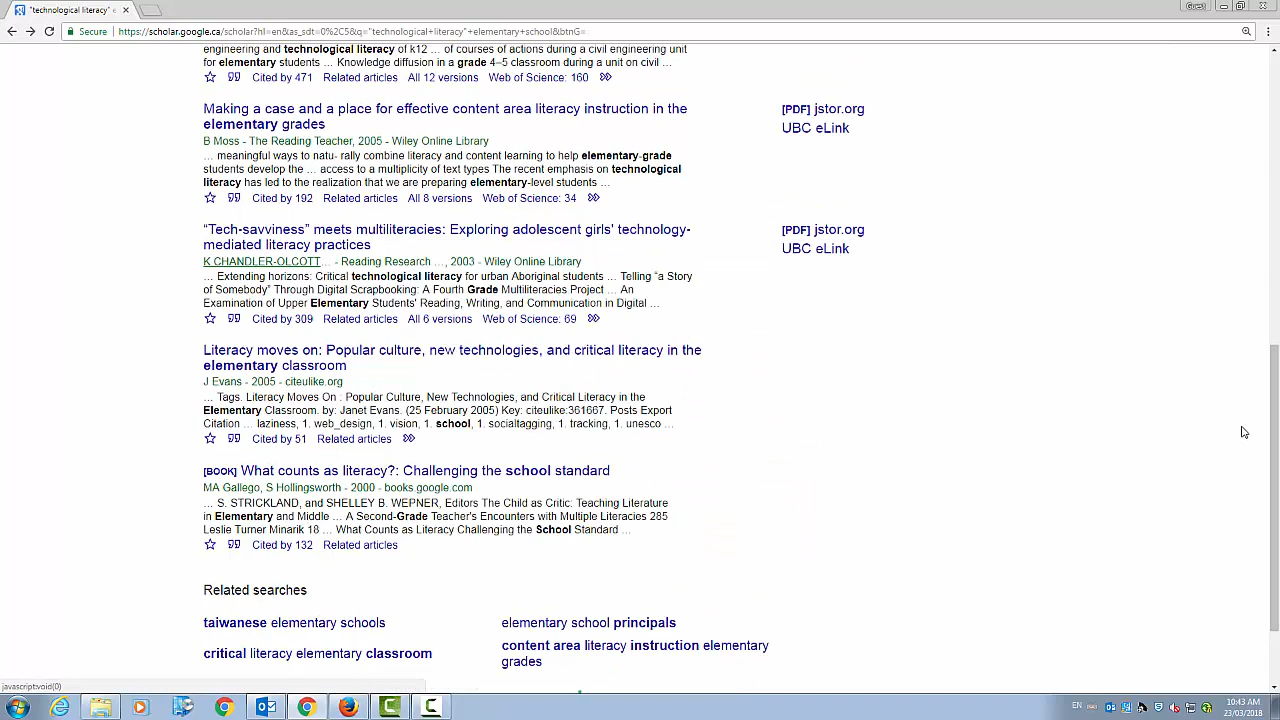 "technological literacy" e
Guest
Secure
https://scholar.google.ca/scholar?hl=en&as_sdt=0%2C5&q="technological+literacy"+elementary+school&btnG=
engineering and technological literacy of k12 ... of courses of actions during a civil engineering unit
for elementary students ... Knowledge diffusion in a grade 4–5 classroom during a unit on civil ...
Cited by 471 Related articles All 12 versions Web of Science: 160
Making a case and a place for effective content area literacy instruction in the
elementary grades
[PDF] jstor.org
UBC eLink
B Moss - The Reading Teacher, 2005 - Wiley Online Library
... meaningful ways to natu- rally combine literacy and content learning to help elementary-grade
students develop the ... access to a multiplicity of text types The recent emphasis on technological
literacy has led to the realization that we are preparing elementary-level students ...
Cited by 192 Related articles All 8 versions Web of Science: 34
“Tech-savviness” meets multiliteracies: Exploring adolescent girls' technology-
mediated literacy practices
[PDF] jstor.org
UBC eLink
K CHANDLER-OLCOTT... - Reading Research ..., 2003 - Wiley Online Library
... Extending horizons: Critical technological literacy for urban Aboriginal students ... Telling “a Story
of Somebody” Through Digital Scrapbooking: A Fourth Grade Multiliteracies Project ... An
Examination of Upper Elementary Students' Reading, Writing, and Communication in Digital ...
Cited by 309 Related articles All 6 versions Web of Science: 69
Literacy moves on: Popular culture, new technologies, and critical literacy in the
elementary classroom
J Evans - 2005 - citeulike.org
... Tags. Literacy Moves On : Popular Culture, New Technologies, and Critical Literacy in the
Elementary Classroom. by: Janet Evans. (25 February 2005) Key: citeulike:361667. Posts Export
Citation ... laziness, 1. web_design, 1. vision, 1. school, 1. socialtagging, 1. tracking, 1. unesco ...
Cited by 51 Related articles
[BOOK] What counts as literacy?: Challenging the school standard
MA Gallego, S Hollingsworth - 2000 - books.google.com
... S. STRICKLAND, and SHELLEY B. WEPNER, Editors The Child as Critic: Teaching Literature
in Elementary and Middle ... A Second-Grade Teacher's Encounters with Multiple Literacies 285
Leslie Turner Minarik 18 ... What Counts as Literacy Challenging the School Standard ...
Cited by 132 Related articles
Related searches
taiwanese elementary schools
elementary school principals
critical literacy elementary classroom
content area literacy instruction elementary
grades
javascript:void(0)
EN
10:43 AM
23/03/2018